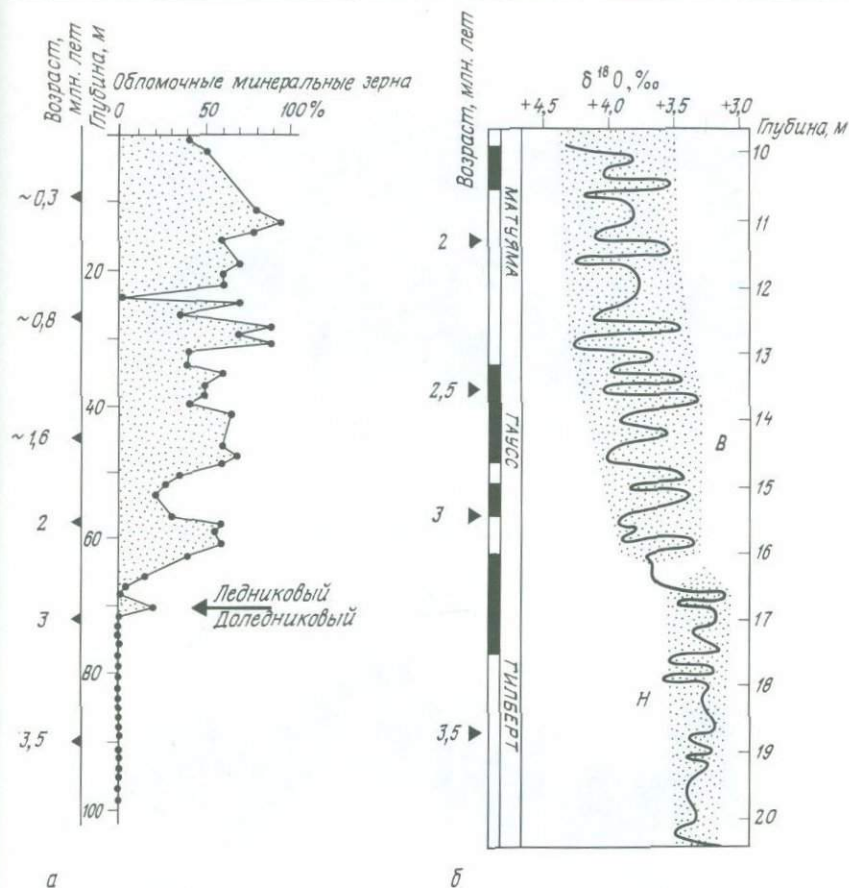 Возраст,
млн. лет
Глубина, м
Обломочные минеральные зерна
0 50 100%
~0,3
20
~0,8
40
~1,6
2
60
Ледниковый
Доледниковый
3
80
3,5
100
а
Возраст, млн. лет
δ¹⁸O, ‰
+4,5 +4,0 +3,5 +3,0
Глубина, м
10
МАТУЯМА
11
2
12
13
2,5
14
ГАУСС
В
15
3
16
17
ГИЛЬБЕРТ
Н
18
3,5
19
20
б